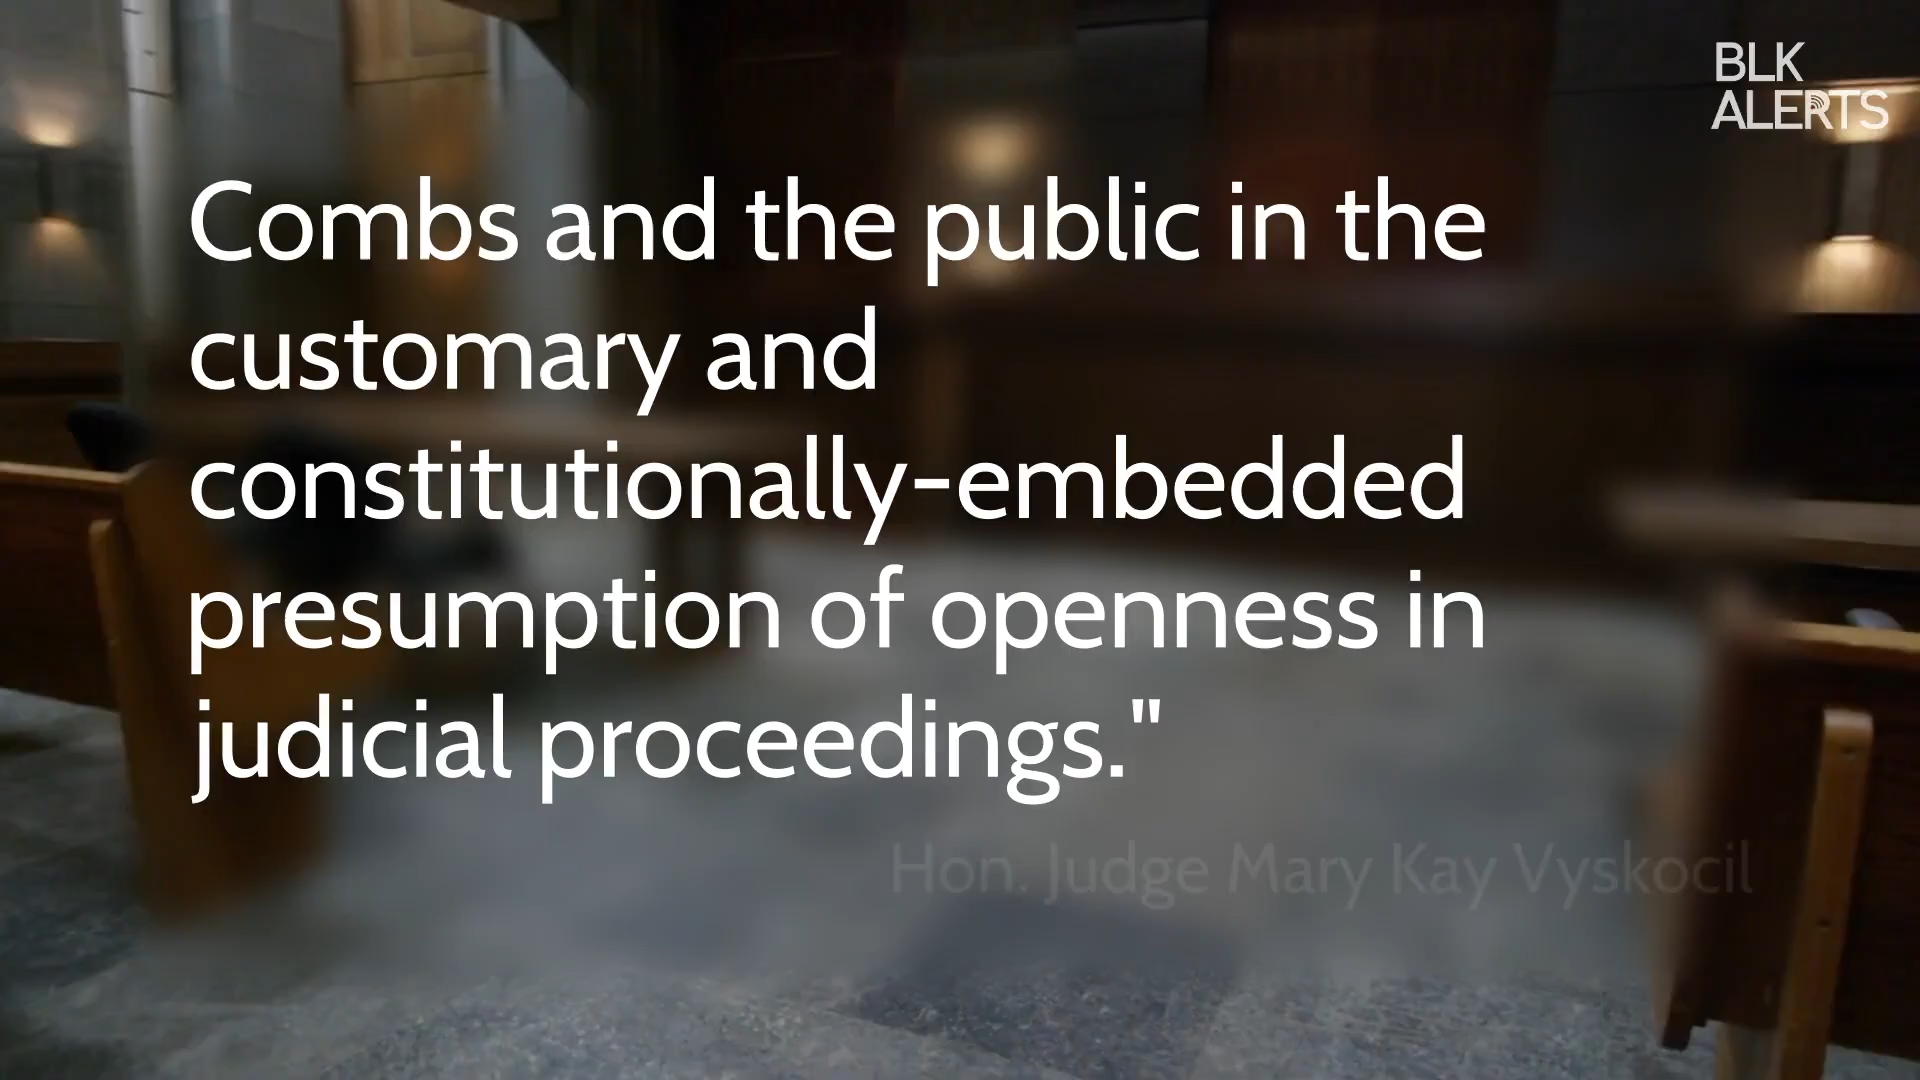 BLK
ALERTS
Combs and the public in the
customary and
constitutionally-embedded
presumption of openness in
judicial proceedings."
Hon. Judge Mary Kay Vyskocil